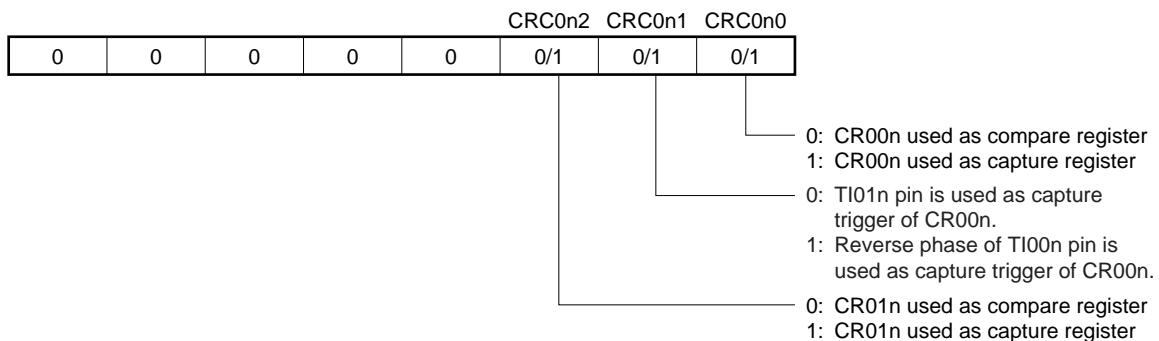 CRC0n2 CRC0n1 CRC0n0
0 0 0 0 0 0/1 0/1 0/1
0: CR00n used as compare register
1: CR00n used as capture register
0: TI01n pin is used as capture
trigger of CR00n.
1: Reverse phase of TI00n pin is
used as capture trigger of CR00n.
0: CR01n used as compare register
1: CR01n used as capture register